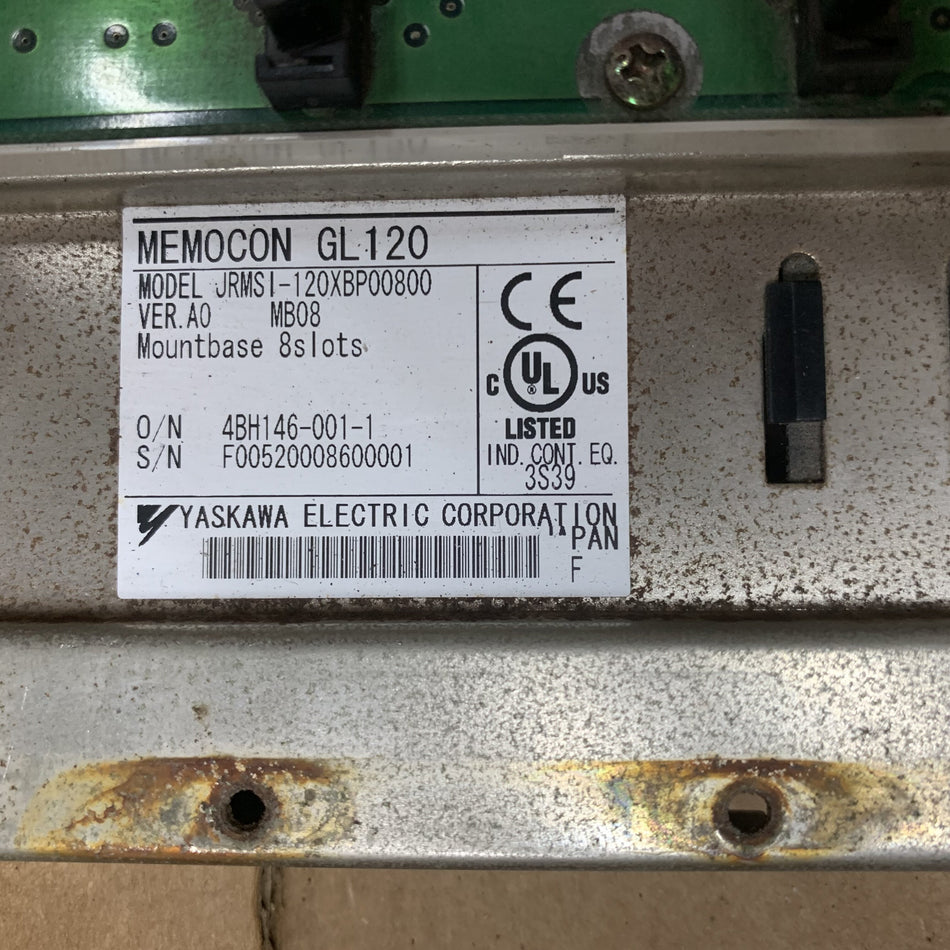 MEMOCON GL120
MODEL JRMSI-120XBP00800
VER.A0 MB08
Mountbase 8slots
O/N 4BH146-001-1
S/N F00520008600001
CE
C UL ® US
LISTED
IND. CONT. EQ.
3S39
YASKAWA ELECTRIC CORPORATION
JAPAN
F